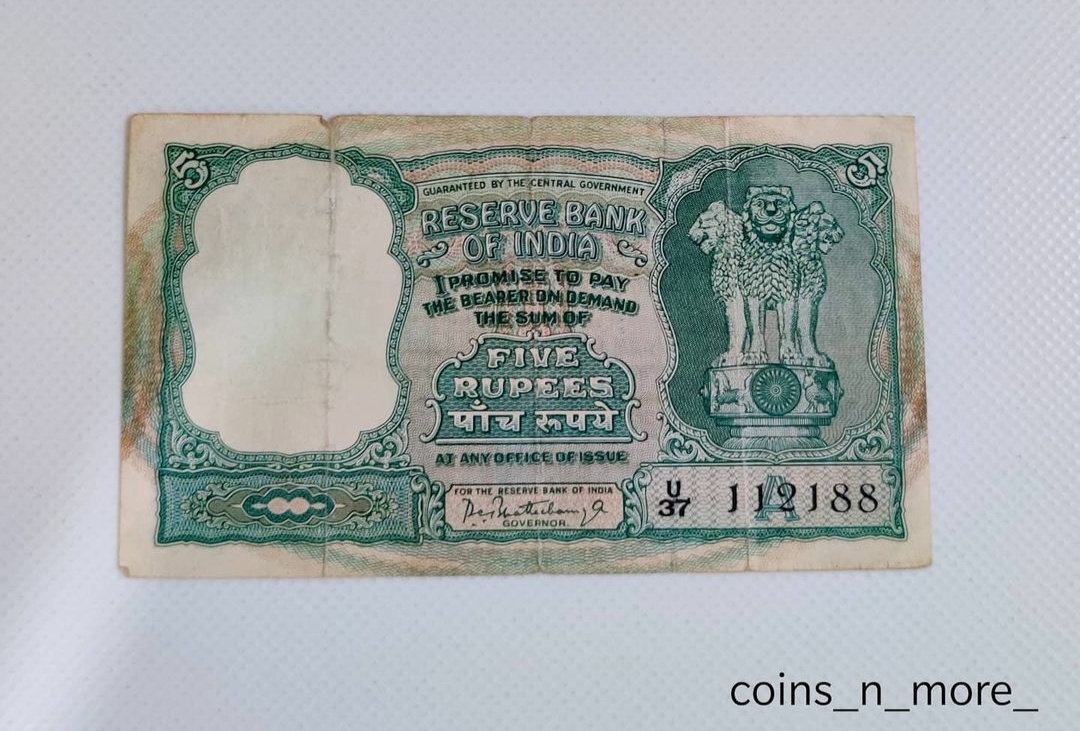 5 5
GUARANTEED BY THE CENTRAL GOVERNMENT
RESERVE BANK
OF INDIA
I PROMISE TO PAY
THE BEARER ON DEMAND
THE SUM OF
FIVE
RUPEES
पाँच रूपये
AT ANY OFFICE OF ISSUE
FOR THE RESERVE BANK OF INDIA
GOVERNOR.
U
37 112188
A
coins_n_more_